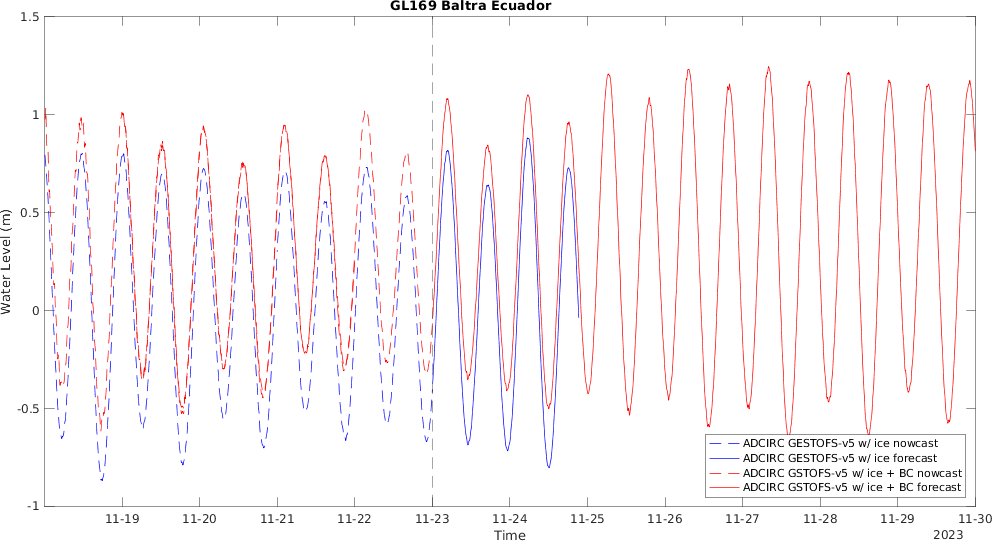 GL169 Baltra Ecuador
1.5
1
0.5
0
-0.5
-1
Water Level (m)
ADCIRC GESTOFS-v5 w/ ice nowcast
ADCIRC GESTOFS-v5 w/ ice forecast
ADCIRC GSTOFS-v5 w/ ice + BC nowcast
ADCIRC GSTOFS-v5 w/ ice + BC forecast
11-19 11-20 11-21 11-22 11-23 11-24 11-25 11-26 11-27 11-28 11-29 11-30
Time
2023